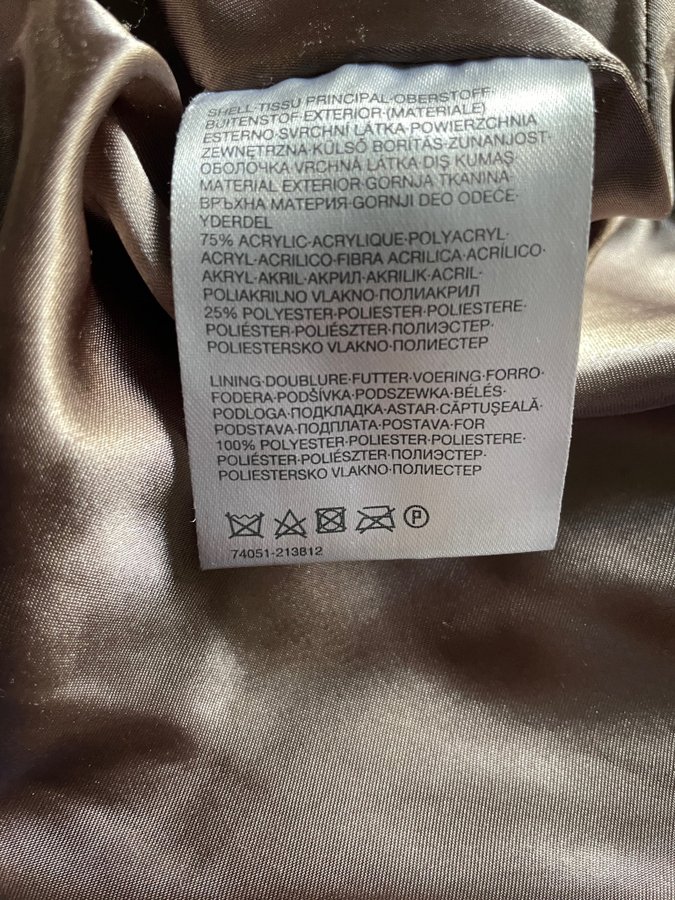 SHELL·TISSU PRINCIPAL·OBERSTOFF·
BUITENSTOF·EXTERIOR·(MATERIALE)
ESTERNO·SVRCHNÍ LÁTKA·POWIERZCHNIA
ZEWNĘTRZNA·KÜLSŐ BORÍTÁS·ZUNANJOST·
ОБОЛОЧКА·VRCHNÁ LÁTKA·DIŞ KUMAŞ·
MATERIAL EXTERIOR·GORNJA TKANINA·
ВРЪХНА МАТЕРИЯ·GORNJI DEO ODEĆE·
YDERDEL
75% ACRYLIC·ACRYLIQUE·POLYACRYL·
ACRYL·ACRILICO·FIBRA ACRILICA·ACRÍLICO·
AKRYL·AKRIL·АКРИЛ·AKRILIK·ACRIL·
POLIAKRILNO VLAKNO·ПОЛИАКРИЛ
25% POLYESTER·POLIESTER·POLIESTERE·
POLIÉSTER·POLIÉSZTER·ПОЛИЭСТЕР·
POLIESTERSKO VLAKNO·ПОЛИЕСТЕР
LINING·DOUBLURE·FUTTER·VOERING·FORRO·
FODERA·PODŠÍVKA·PODSZEWKA·BÉLÉS·
PODLOGA·ПОДКЛАДКА·ASTAR·CĂPTUŞEALĂ·
PODSTAVA·ПОДПЛАТА·POSTAVA·FOR
100% POLYESTER·POLIESTER·POLIESTERE·
POLIÉSTER·POLIÉSZTER·ПОЛИЭСТЕР·
POLIESTERSKO VLAKNO·ПОЛИЕСТЕР
P
74051-213812